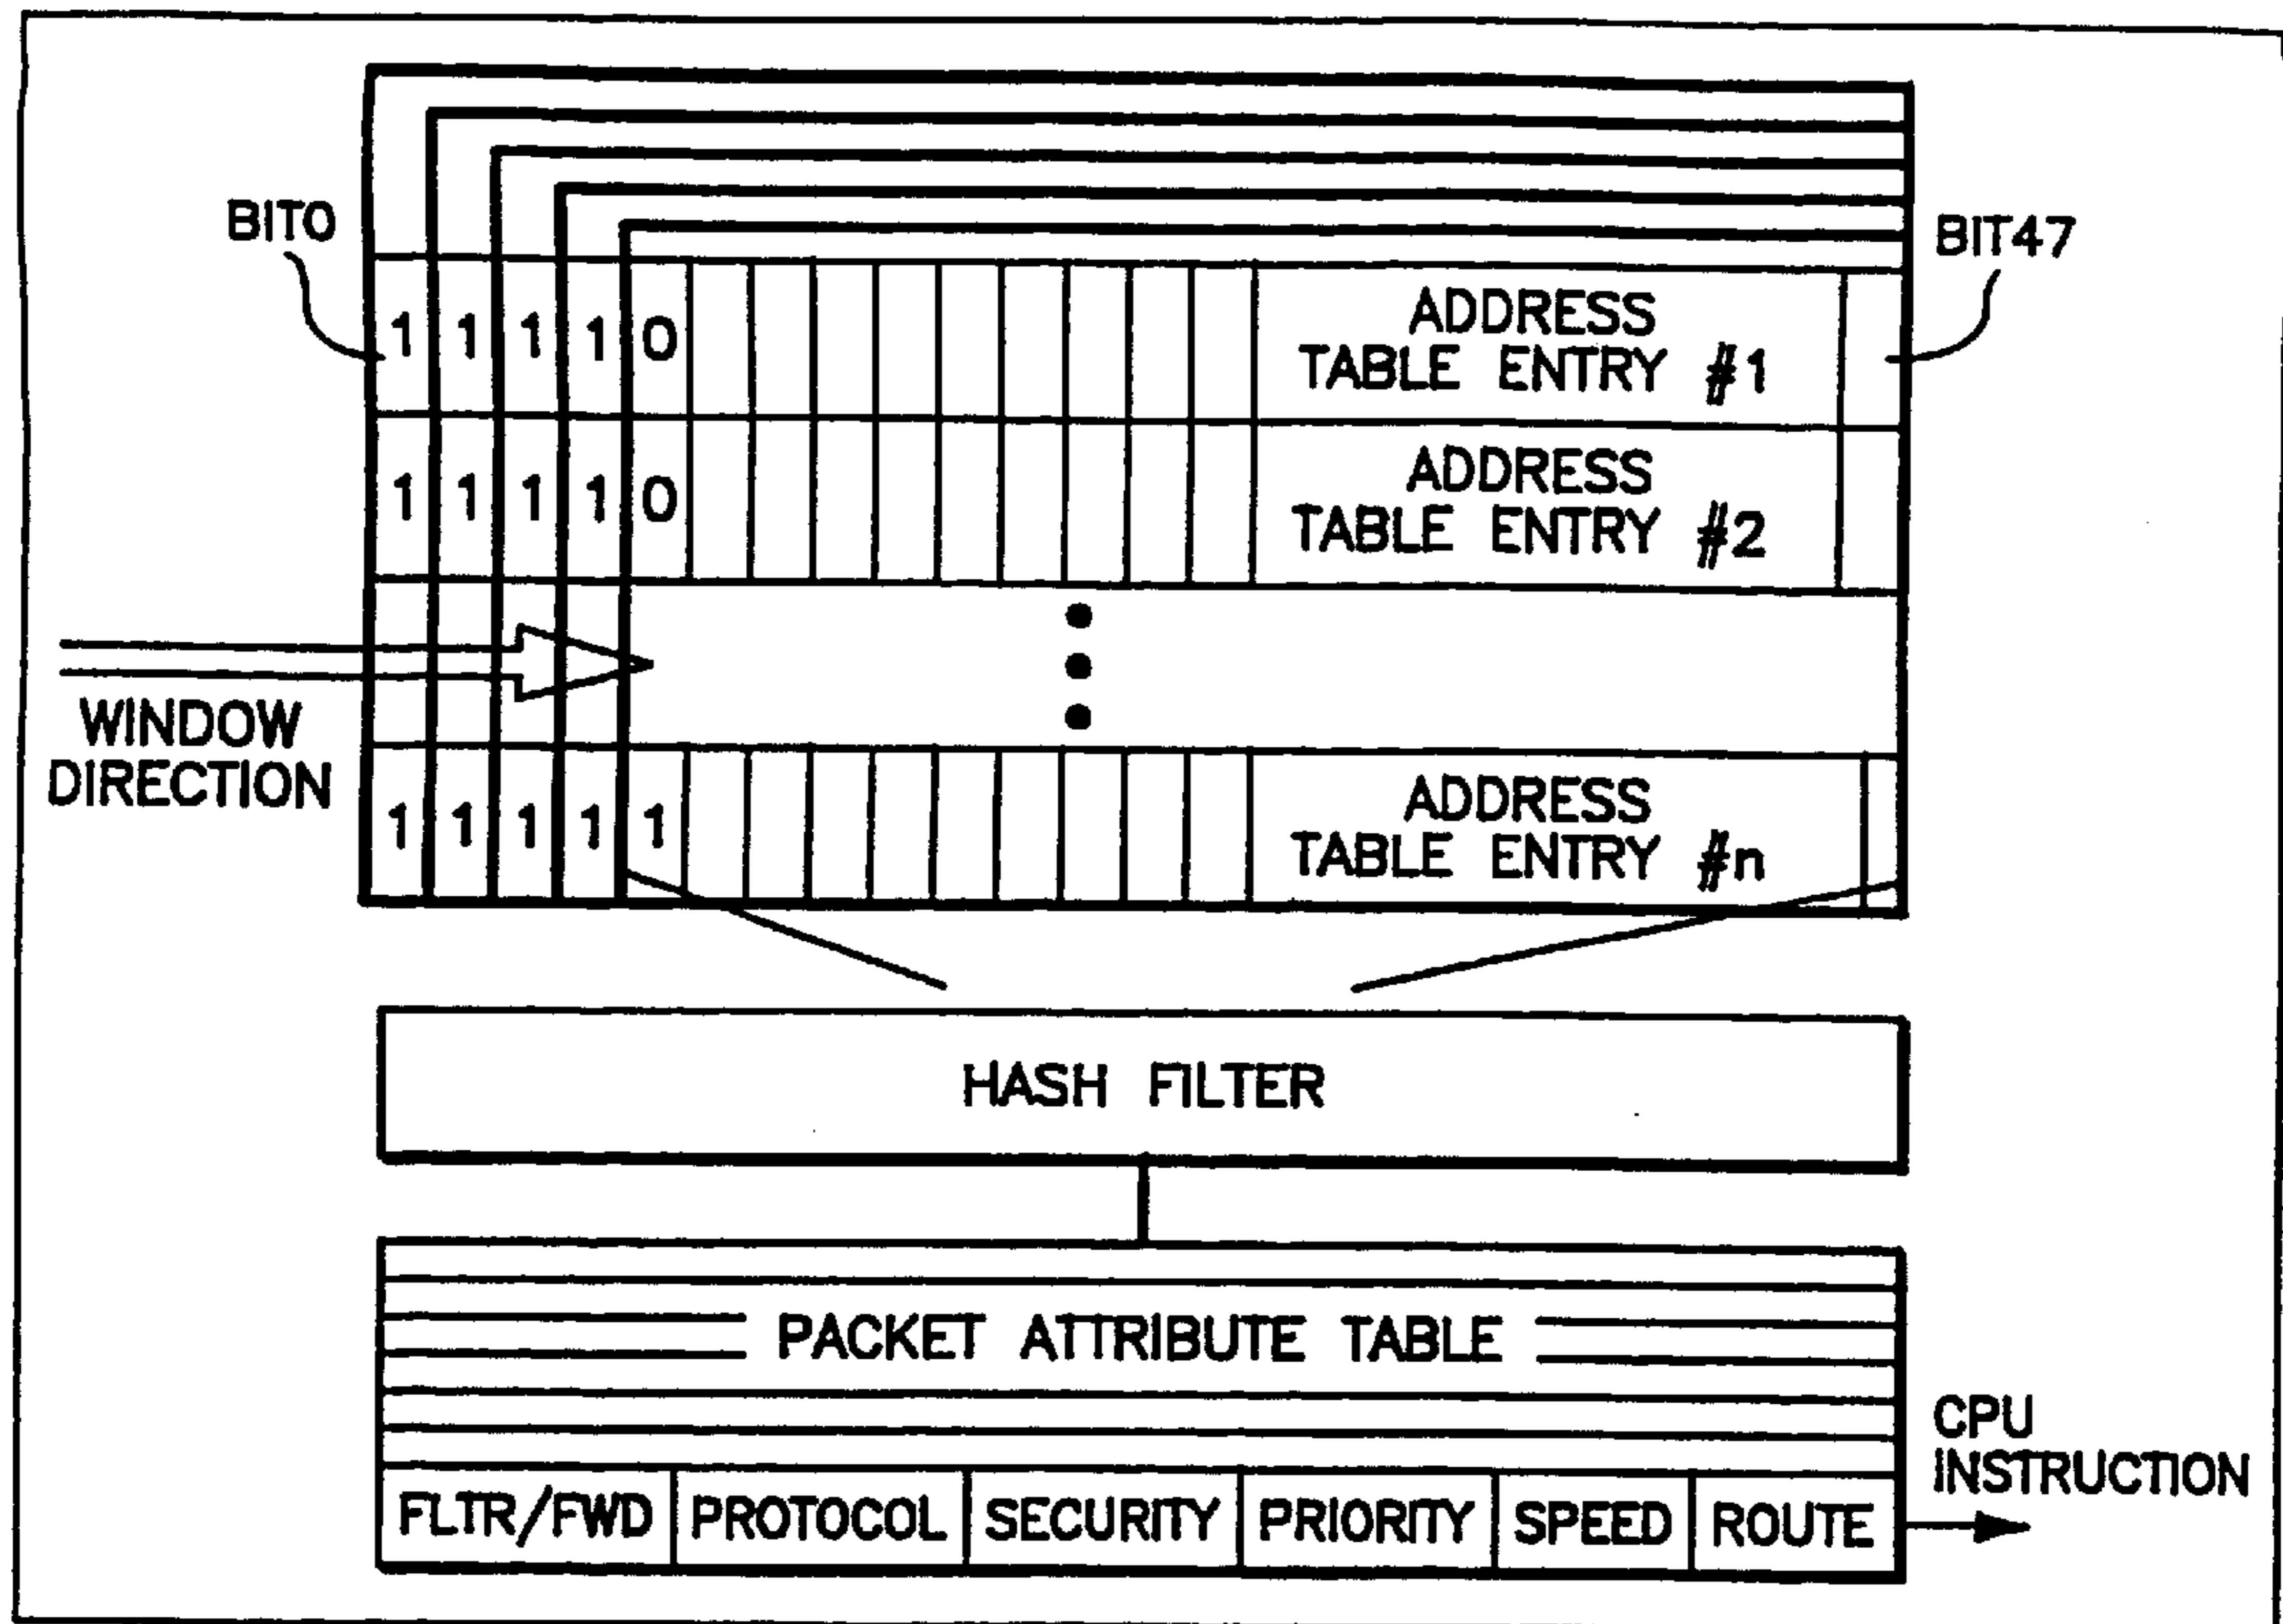 BIT0
BIT47
1 1 1 1 0
ADDRESS
TABLE ENTRY #1
1 1 1 1 0
ADDRESS
TABLE ENTRY #2
WINDOW
DIRECTION
1 1 1 1 1
ADDRESS
TABLE ENTRY #n
HASH FILTER
PACKET ATTRIBUTE TABLE
CPU
INSTRUCTION
FLTR/FWD PROTOCOL SECURITY PRIORITY SPEED ROUTE